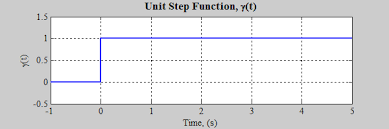 Unit Step Function, γ(t)
1.5
1
0.5
0
-0.5
γ(t)
-1 0 1 2 3 4 5
Time, (s)